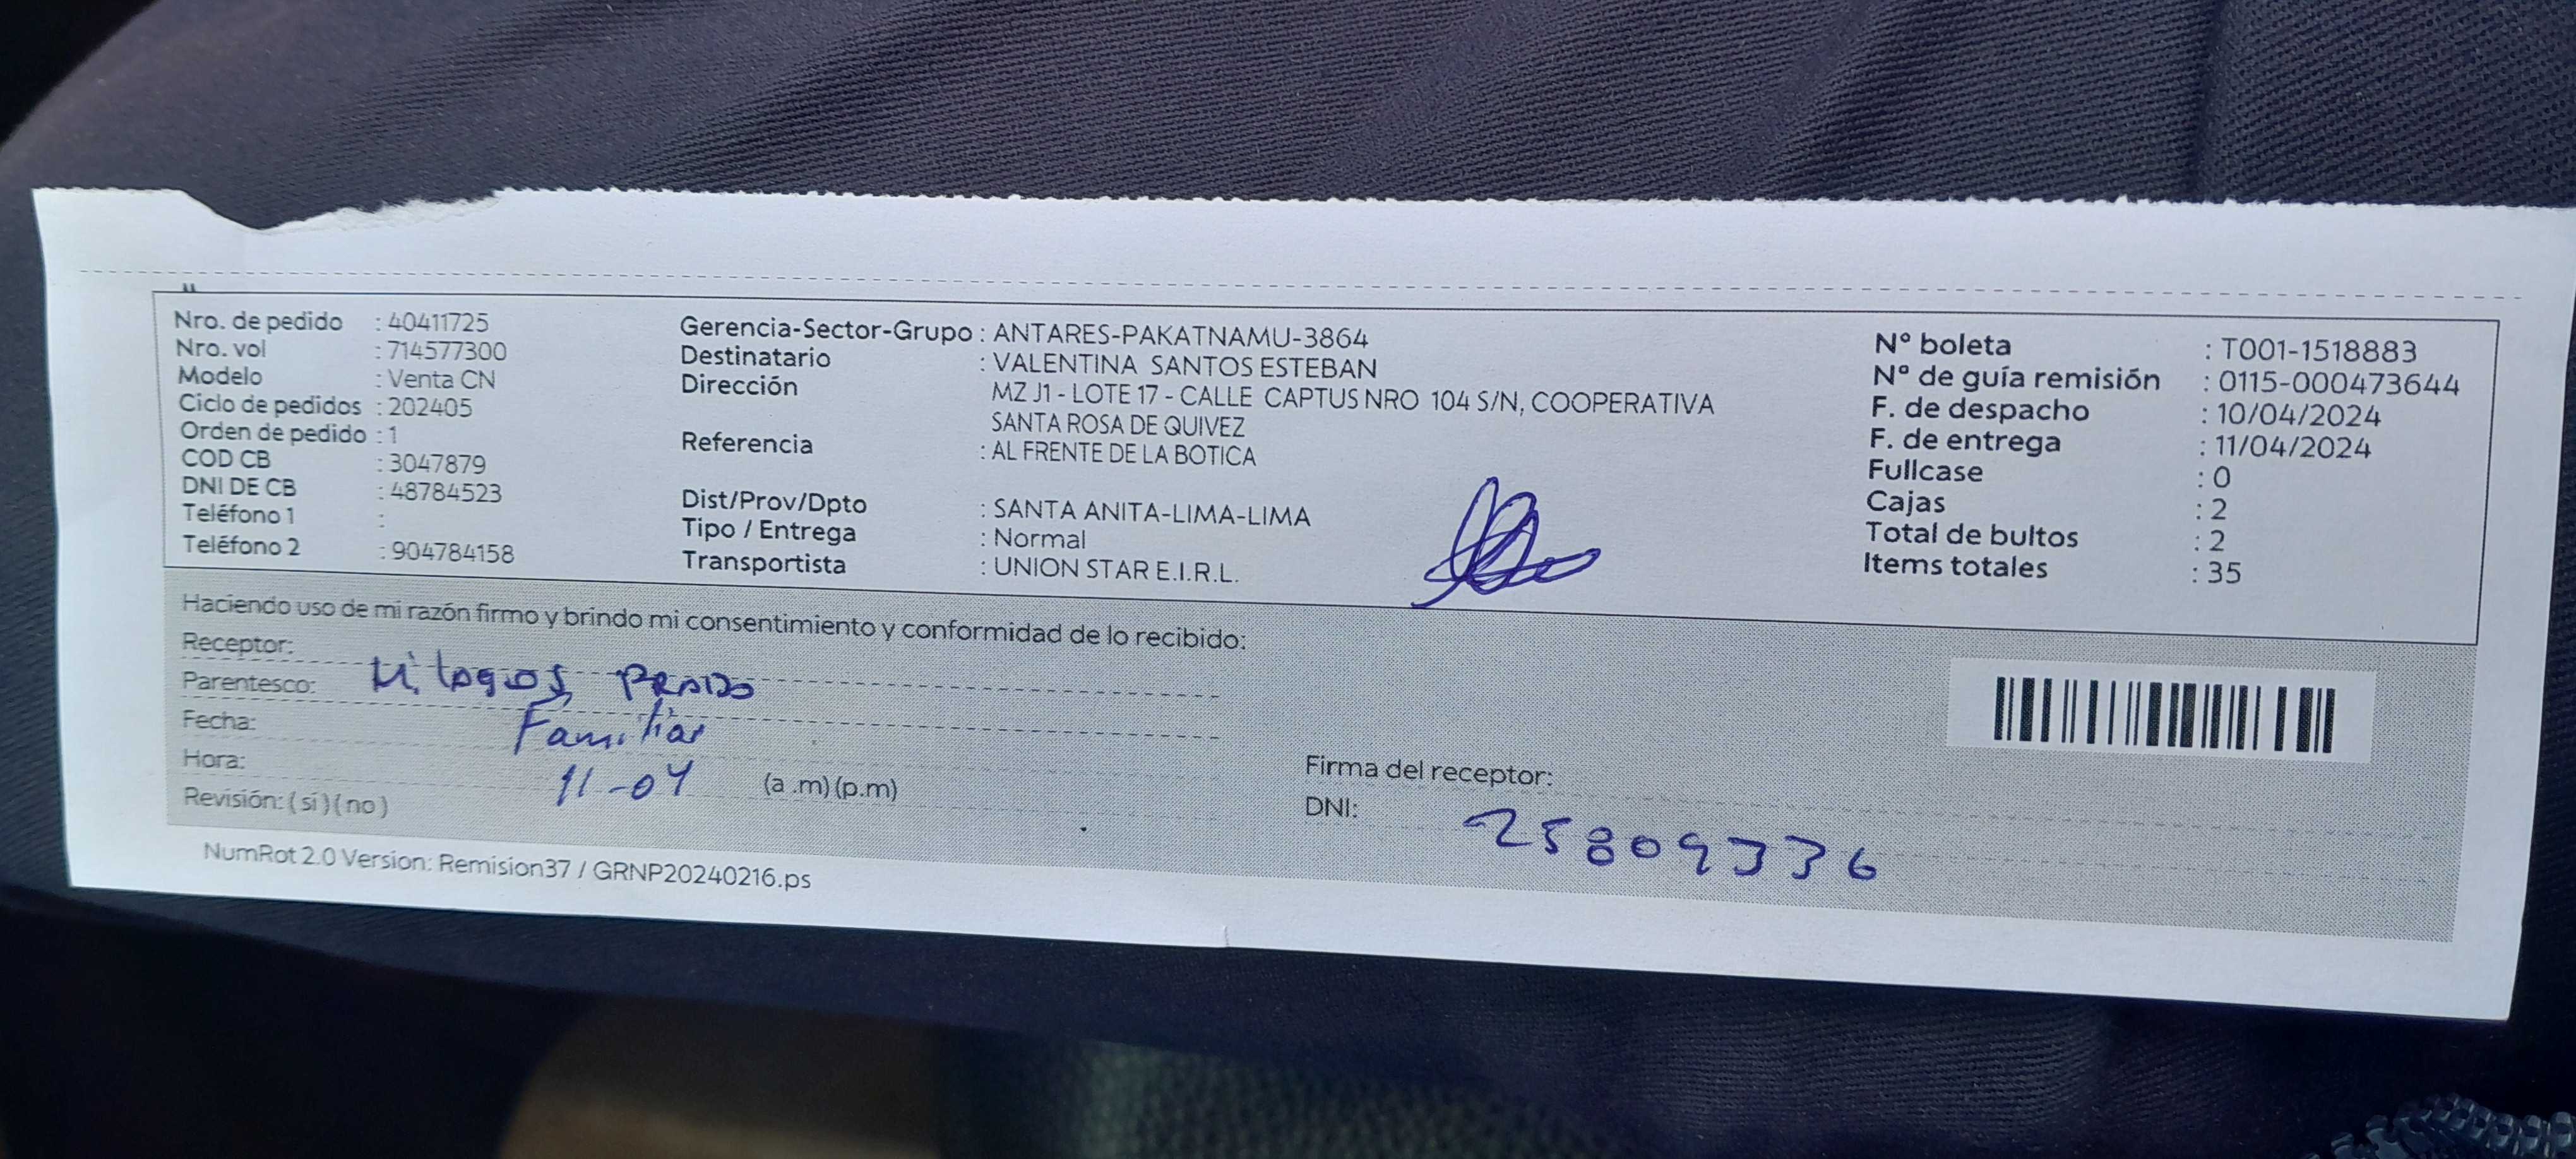 Nro. de pedido : 40411725
Nro. vol : 714577300
Modelo : Venta CN
Ciclo de pedidos : 202405
Orden de pedido : 1
COD CB : 3047879
DNI DE CB : 48784523
Teléfono 1 :
Teléfono 2 : 904784158
Gerencia-Sector-Grupo : ANTARES-PAKATNAMU-3864
Destinatario : VALENTINA SANTOS ESTEBAN
Dirección MZ J1 - LOTE 17 - CALLE CAPTUS NRO 104 S/N, COOPERATIVA
SANTA ROSA DE QUIVEZ
Referencia : AL FRENTE DE LA BOTICA
Dist/Prov/Dpto : SANTA ANITA-LIMA-LIMA
Tipo / Entrega : Normal
Transportista : UNION STAR E.I.R.L.
Nº boleta : T001-1518883
Nº de guía remisión : 0115-000473644
F. de despacho : 10/04/2024
F. de entrega : 11/04/2024
Fullcase : 0
Cajas : 2
Total de bultos : 2
Items totales : 35
Haciendo uso de mi razón firmo y brindo mi consentimiento y conformidad de lo recibido:
Receptor:
Parentesco: Milagros PRADO
Fecha: Familiar
Hora: 11-04 (a .m) (p.m)
Revisión: ( sí ) ( no )
Firma del receptor:
DNI: 25809336
NumRot 2.0 Version: Remision37 / GRNP20240216.ps